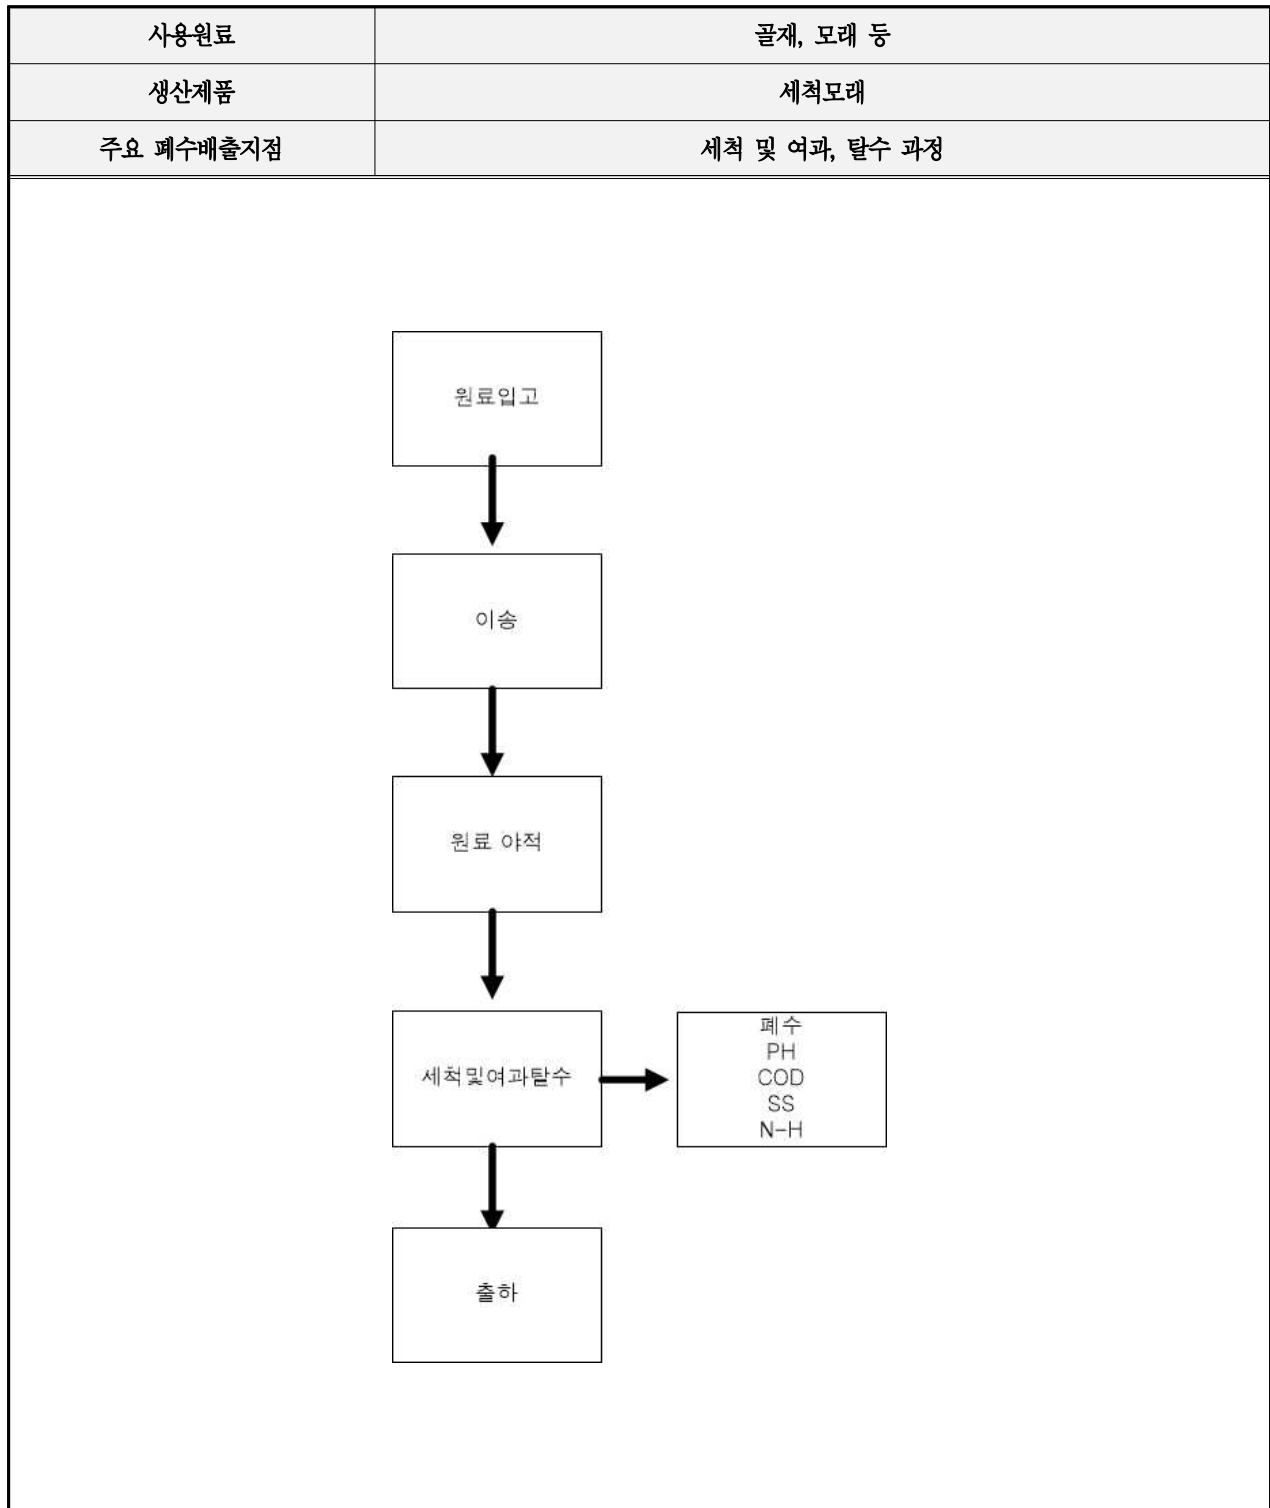 사용원료 골재, 모래 등
생산제품 세척모래
주요 폐수배출지점 세척 및 여과, 탈수 과정
원료입고
이송
원료 야적
세척및여과탈수
폐수
PH
COD
SS
N-H
출하